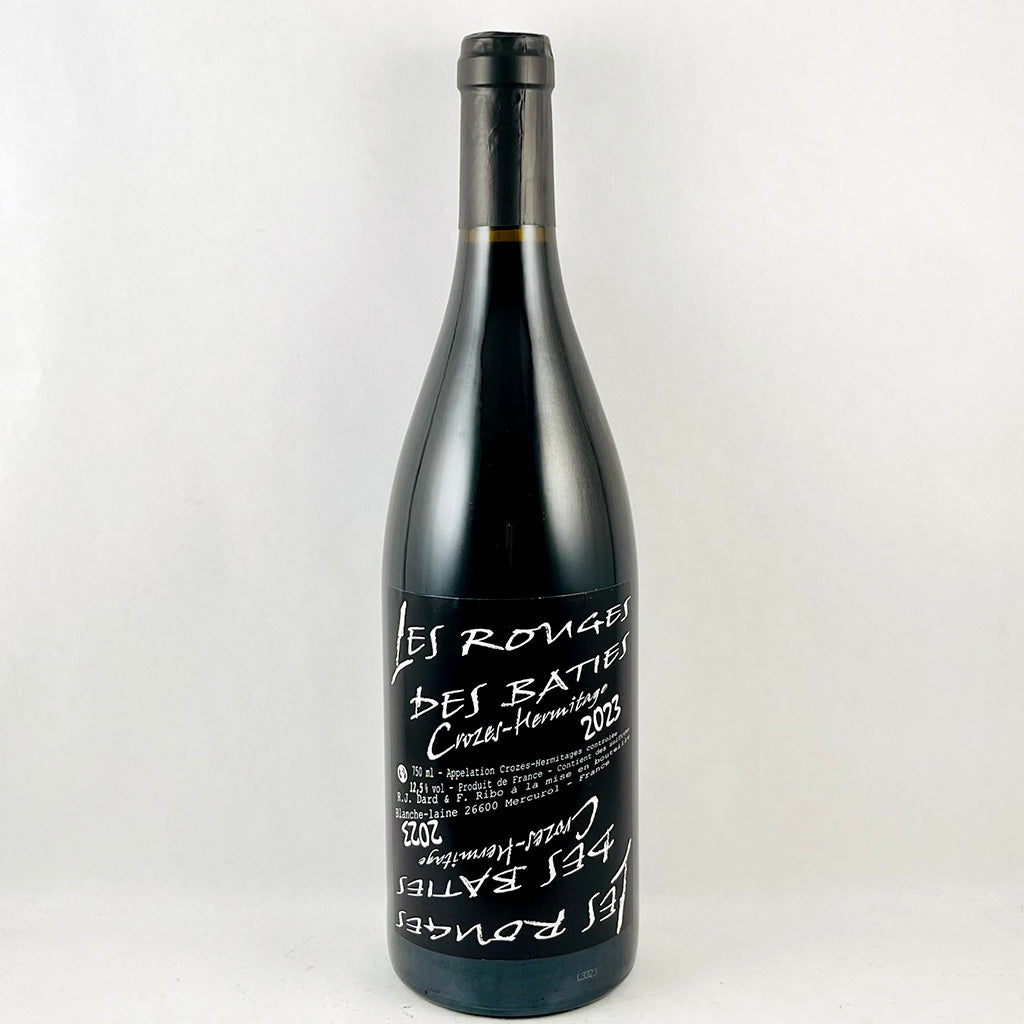 LES ROUGES
DES BATIES
Crozes-Hermitage
2023
750 ml - Appelation Crozes-Hermitages controlée
12,5% vol - Produit de France - Contient des sulfites
R.J. Dard & F. Ribo à la mise en bouteille
Blanche-laine 26600 Mercurol - France
2023
Crozes-Hermitage
DES BATIES
LES ROUGES
L3323